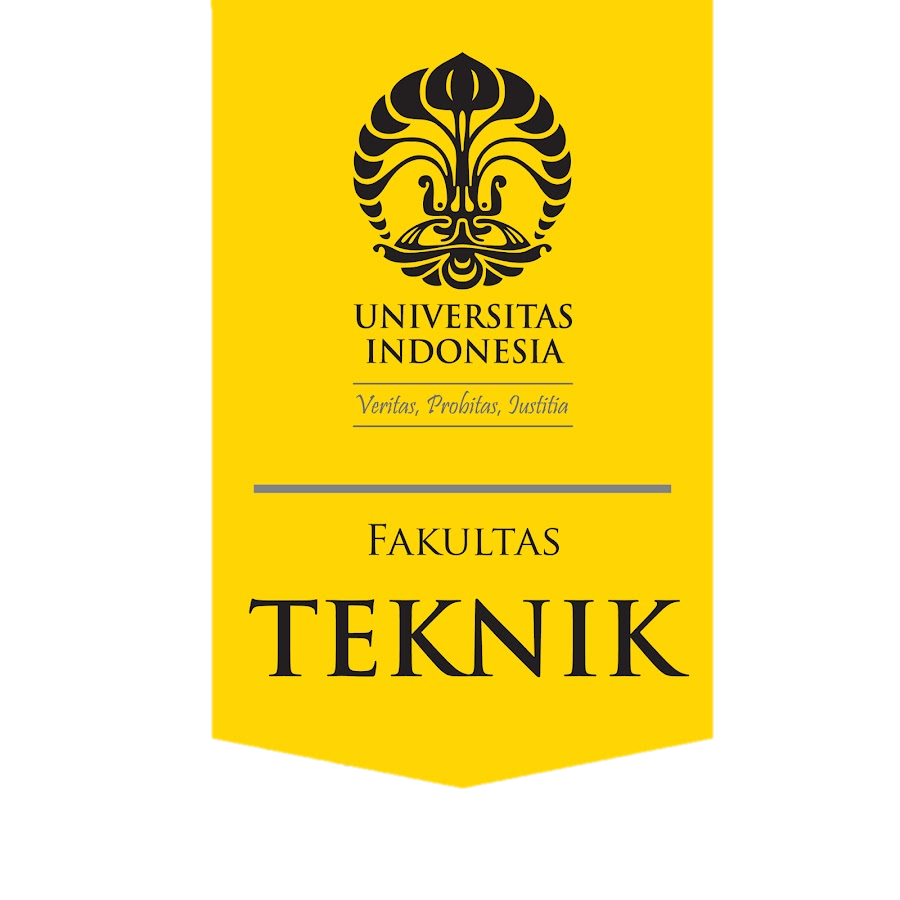 UNIVERSITAS
INDONESIA
Veritas, Probitas, Iustitia
FAKULTAS
TEKNIK